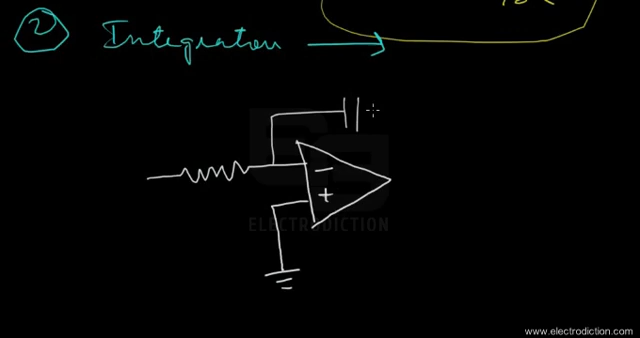 2 Integration
−
+
ELECTRODICTION
www.electrodiction.com